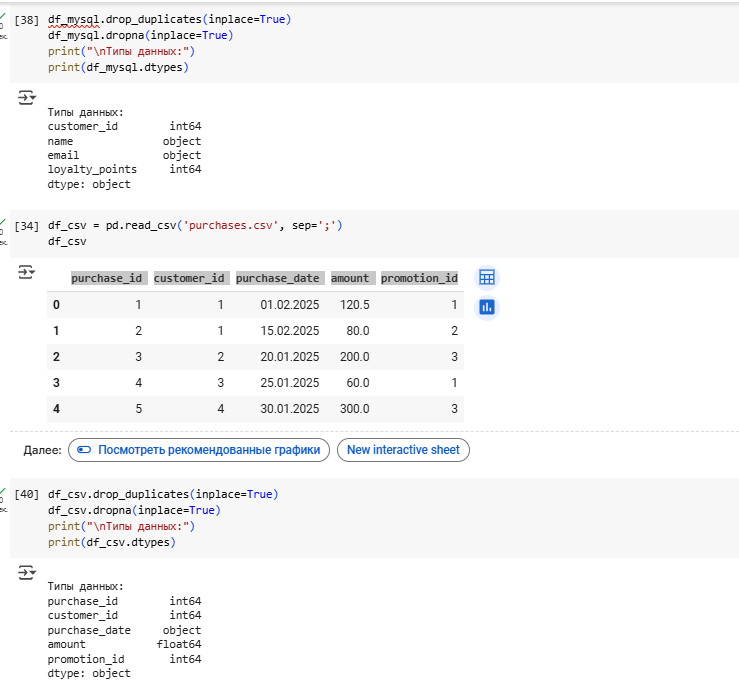 [38] df_mysql.drop_duplicates(inplace=True)
df_mysql.dropna(inplace=True)
print("\nТипы данных:")
print(df_mysql.dtypes)
Типы данных:
customer_id int64
name object
email object
loyalty_points int64
dtype: object
[34] df_csv = pd.read_csv('purchases.csv', sep=';')
df_csv
purchase_id customer_id purchase_date amount promotion_id
0 1 1 01.02.2025 120.5 1
1 2 1 15.02.2025 80.0 2
2 3 2 20.01.2025 200.0 3
3 4 3 25.01.2025 60.0 1
4 5 4 30.01.2025 300.0 3
Далее: Посмотреть рекомендованные графики New interactive sheet
[40] df_csv.drop_duplicates(inplace=True)
df_csv.dropna(inplace=True)
print("\nТипы данных:")
print(df_csv.dtypes)
Типы данных:
purchase_id int64
customer_id int64
purchase_date object
amount float64
promotion_id int64
dtype: object